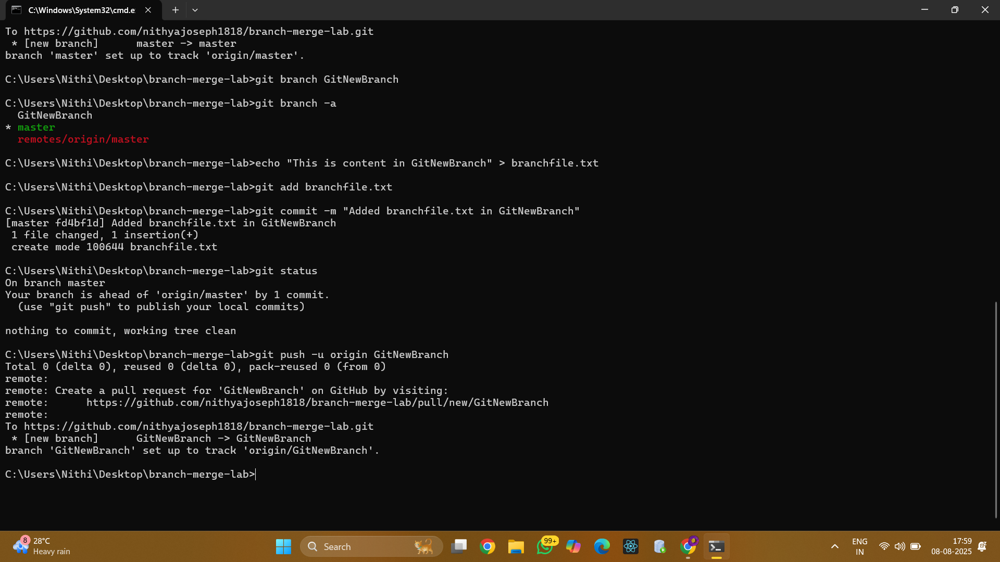 C:\Windows\System32\cmd.e
To https://github.com/nithyajoseph1818/branch-merge-lab.git
 * [new branch]      master -> master
branch 'master' set up to track 'origin/master'.
C:\Users\Nithi\Desktop\branch-merge-lab>git branch GitNewBranch
C:\Users\Nithi\Desktop\branch-merge-lab>git branch -a
  GitNewBranch
* master
  remotes/origin/master
C:\Users\Nithi\Desktop\branch-merge-lab>echo "This is content in GitNewBranch" > branchfile.txt
C:\Users\Nithi\Desktop\branch-merge-lab>git add branchfile.txt
C:\Users\Nithi\Desktop\branch-merge-lab>git commit -m "Added branchfile.txt in GitNewBranch"
[master fd4bf1d] Added branchfile.txt in GitNewBranch
 1 file changed, 1 insertion(+)
 create mode 100644 branchfile.txt
C:\Users\Nithi\Desktop\branch-merge-lab>git status
On branch master
Your branch is ahead of 'origin/master' by 1 commit.
  (use "git push" to publish your local commits)
nothing to commit, working tree clean
C:\Users\Nithi\Desktop\branch-merge-lab>git push -u origin GitNewBranch
Total 0 (delta 0), reused 0 (delta 0), pack-reused 0 (from 0)
remote:
remote: Create a pull request for 'GitNewBranch' on GitHub by visiting:
remote:      https://github.com/nithyajoseph1818/branch-merge-lab/pull/new/GitNewBranch
remote:
To https://github.com/nithyajoseph1818/branch-merge-lab.git
 * [new branch]      GitNewBranch -> GitNewBranch
branch 'GitNewBranch' set up to track 'origin/GitNewBranch'.
C:\Users\Nithi\Desktop\branch-merge-lab>
8
28°C
Heavy rain
Search
99+
ENG
IN
17:59
08-08-2025